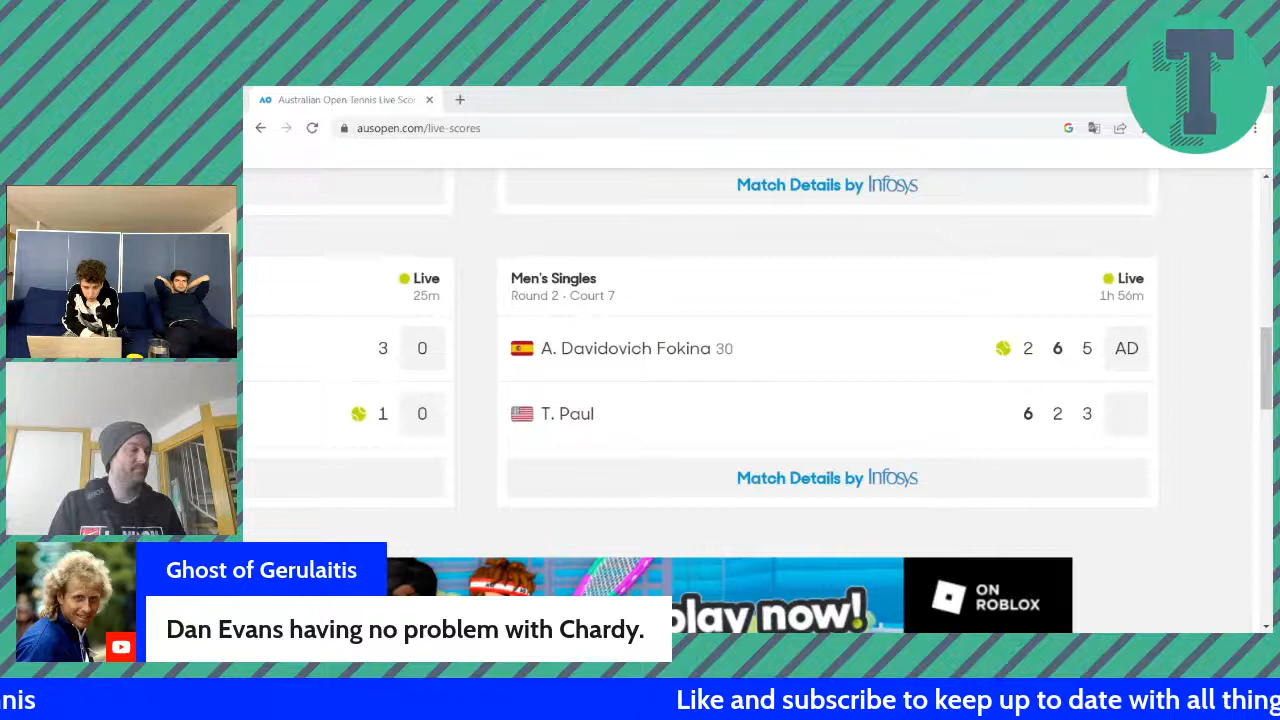 T
AO Australian Open Tennis Live Scor
ausopen.com/live-scores
Match Details by Infosys
Live
25m
3 0
1 0
Men's Singles
Live
Round 2 · Court 7
1h 56m
A. Davidovich Fokina 30 2 6 5 AD
T. Paul 6 2 3
Match Details by Infosys
play now!
ON
ROBLOX
Ghost of Gerulaitis
Dan Evans having no problem with Chardy.
nnis Like and subscribe to keep up to date with all thing